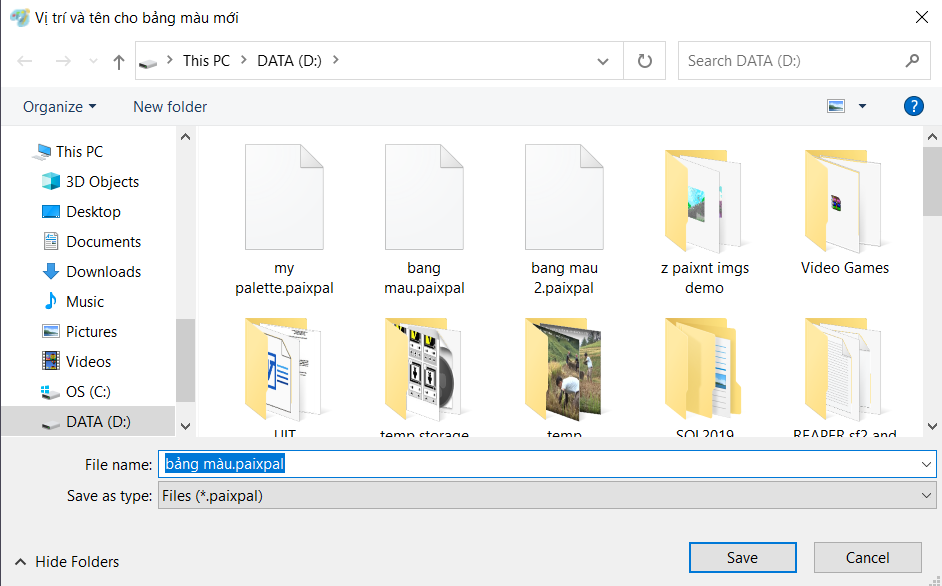 Vị trí và tên cho bảng màu mới
This PC
DATA (D:)
Search DATA (D:)
Organize
New folder
?
This PC
3D Objects
Desktop
Documents
Downloads
Music
Pictures
Videos
OS (C:)
DATA (D:)
my
palette.paixpal
bang
mau.paixpal
bang mau
2.paixpal
z paixnt imgs
demo
Video Games
UIT
temp storage
temp
SQL2019
REAPER sf2 and
File name:
bảng màu.paixpal
Save as type:
Files (*.paixpal)
Hide Folders
Save
Cancel